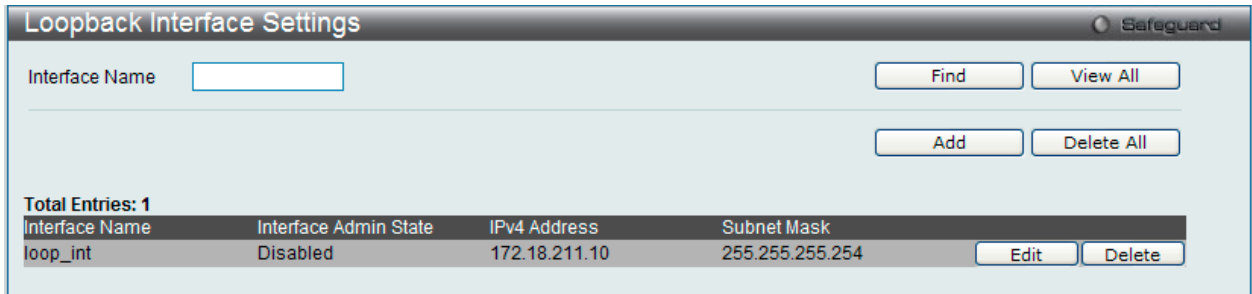 Loopback Interface Settings
Safeguard
Interface Name
Find
View All
Add
Delete All
Total Entries: 1
Interface Name Interface Admin State IPv4 Address Subnet Mask
loop_int Disabled 172.18.211.10 255.255.255.254 Edit Delete